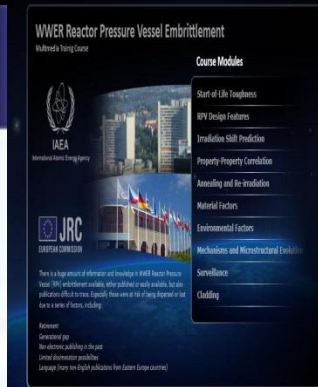 WWER Reactor Pressure Vessel Embrittlement
Multimedia Trainig Course
Course Modules
Start-of-Life Toughness
RPV Design Features
Irradiation Shift Prediction
Property-Property Correlation
Annealing and Re-irradiation
Material Factors
Environmental Factors
Mechanisms and Microstructural Evolution
Surveillance
Cladding
IAEA
International Atomic Energy Agency
JRC
EUROPEAN COMMISSION
There is a huge amount of information and knowledge in WWER Reactor Pressure
Vessel (RPV) embrittlement available, either published or easily available, but also
publications difficult to trace. Especially those were at risk of being dispersed or lost
due to a series of factors, including:
Retirement
Generational gap
Non electronic publishing in the past
Limited dissemination possibilities
Language (many non-English publications from Eastern Europe countries)